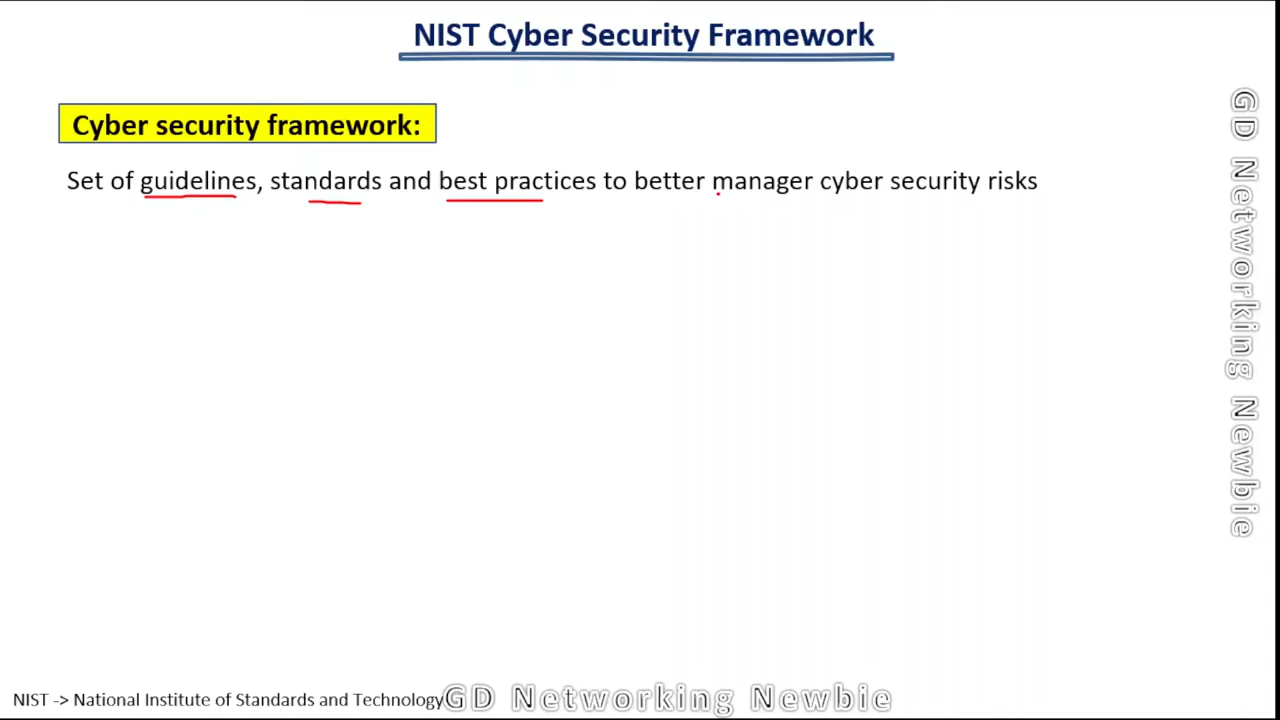 NIST Cyber Security Framework
Cyber security framework:
Set of guidelines, standards and best practices to better manager cyber security risks
GD Networking Newbie
NIST -> National Institute of Standards and Technology
GD Networking Newbie